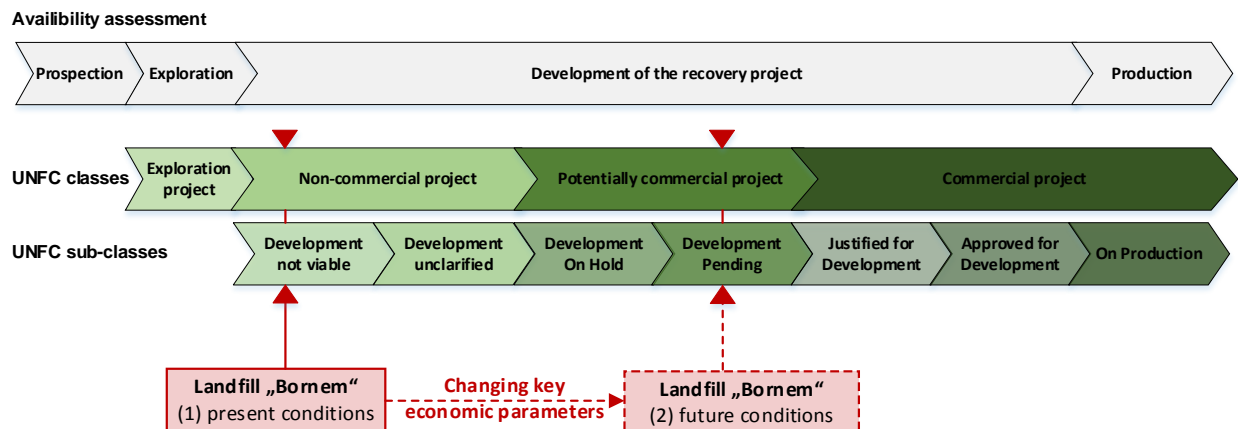 Availibility assessment
Prospection
Exploration
Development of the recovery project
Production
UNFC classes
Exploration
project
Non-commercial project
Potentially commercial project
Commercial project
UNFC sub-classes
Development
not viable
Development
unclarified
Development
On Hold
Development
Pending
Justified for
Development
Approved for
Development
On Production
Landfill „Bornem“
(1) present conditions
Changing key
economic parameters
Landfill „Bornem“
(2) future conditions